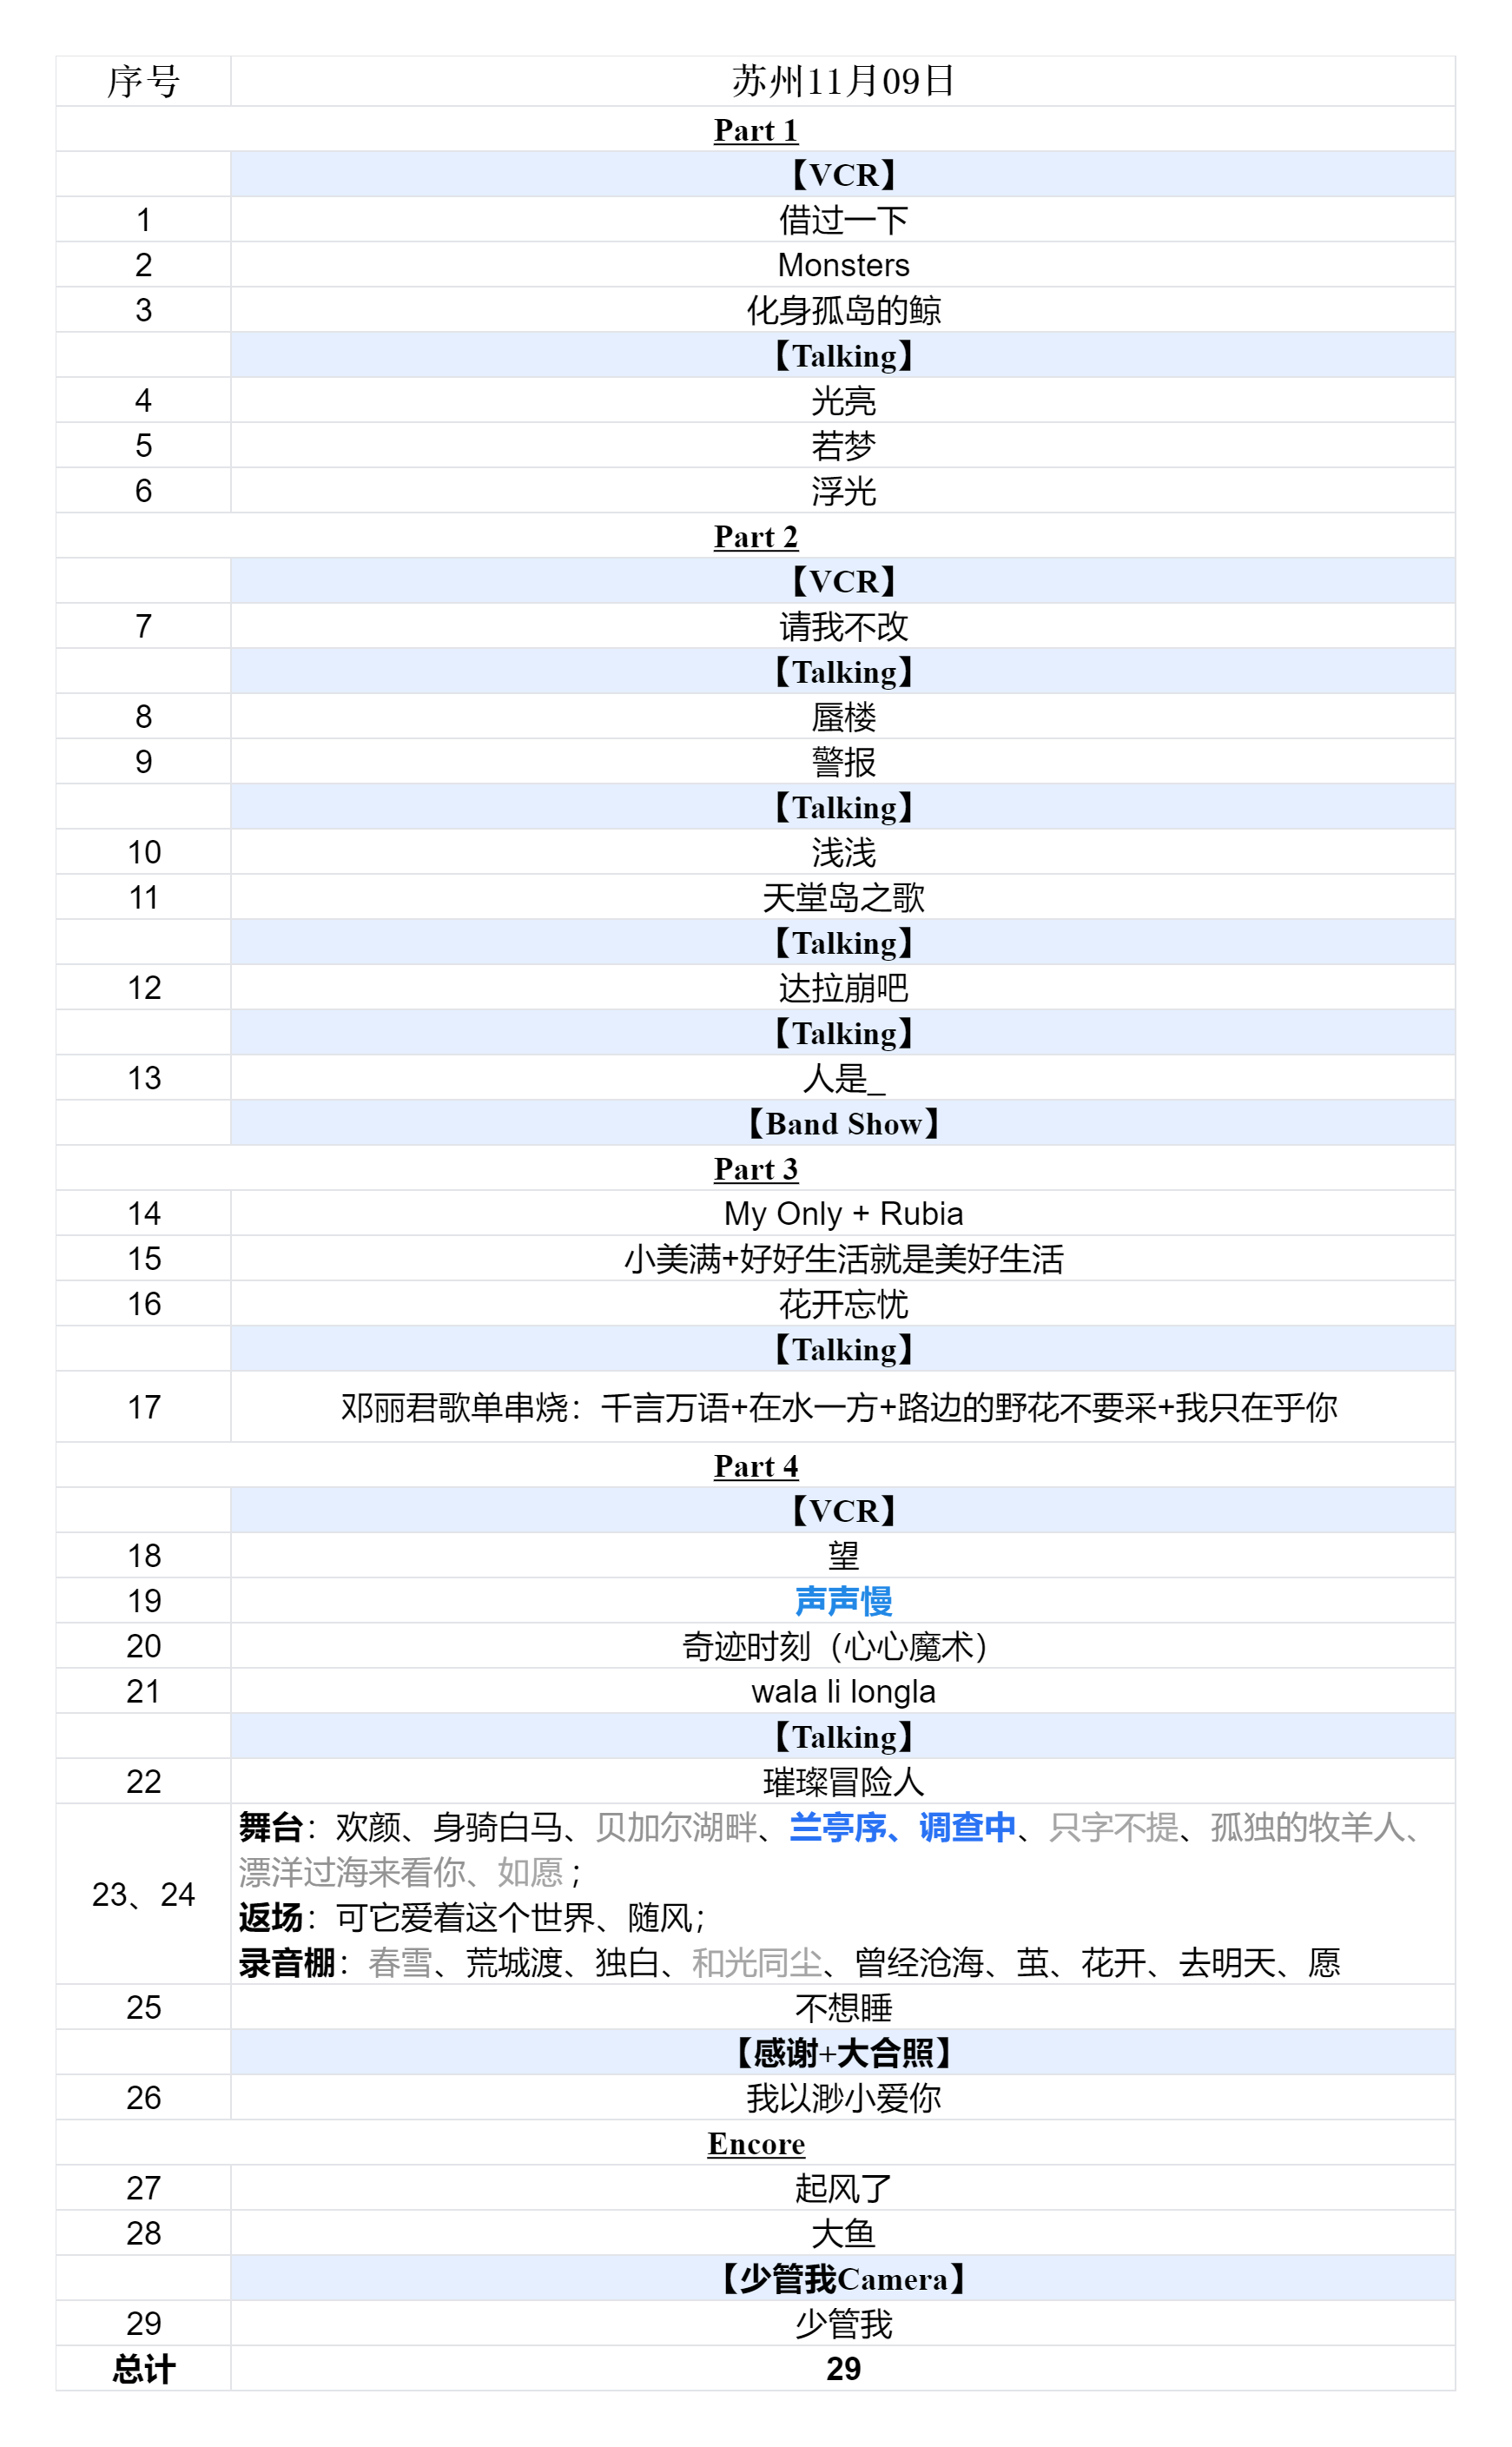 序号 苏州11月09日
Part 1
【VCR】
1 借过一下
2 Monsters
3 化身孤岛的鲸
【Talking】
4 光亮
5 若梦
6 浮光
Part 2
【VCR】
7 请我不改
【Talking】
8 蜃楼
9 警报
【Talking】
10 浅浅
11 天堂岛之歌
【Talking】
12 达拉崩吧
【Talking】
13 人是_
【Band Show】
Part 3
14 My Only + Rubia
15 小美满+好好生活就是美好生活
16 花开忘忧
【Talking】
17 邓丽君歌单串烧：千言万语+在水一方+路边的野花不要采+我只在乎你
Part 4
【VCR】
18 望
19 声声慢
20 奇迹时刻（心心魔术）
21 wala li longla
【Talking】
22 璀璨冒险人
舞台：欢颜、身骑白马、贝加尔湖畔、兰亭序、调查中、只字不提、孤独的牧羊人、
漂洋过海来看你、如愿；
23、24
返场：可它爱着这个世界、随风；
录音棚：春雪、荒城渡、独白、和光同尘、曾经沧海、茧、花开、去明天、愿
25 不想睡
【感谢+大合照】
26 我以渺小爱你
Encore
27 起风了
28 大鱼
【少管我Camera】
29 少管我
总计 29